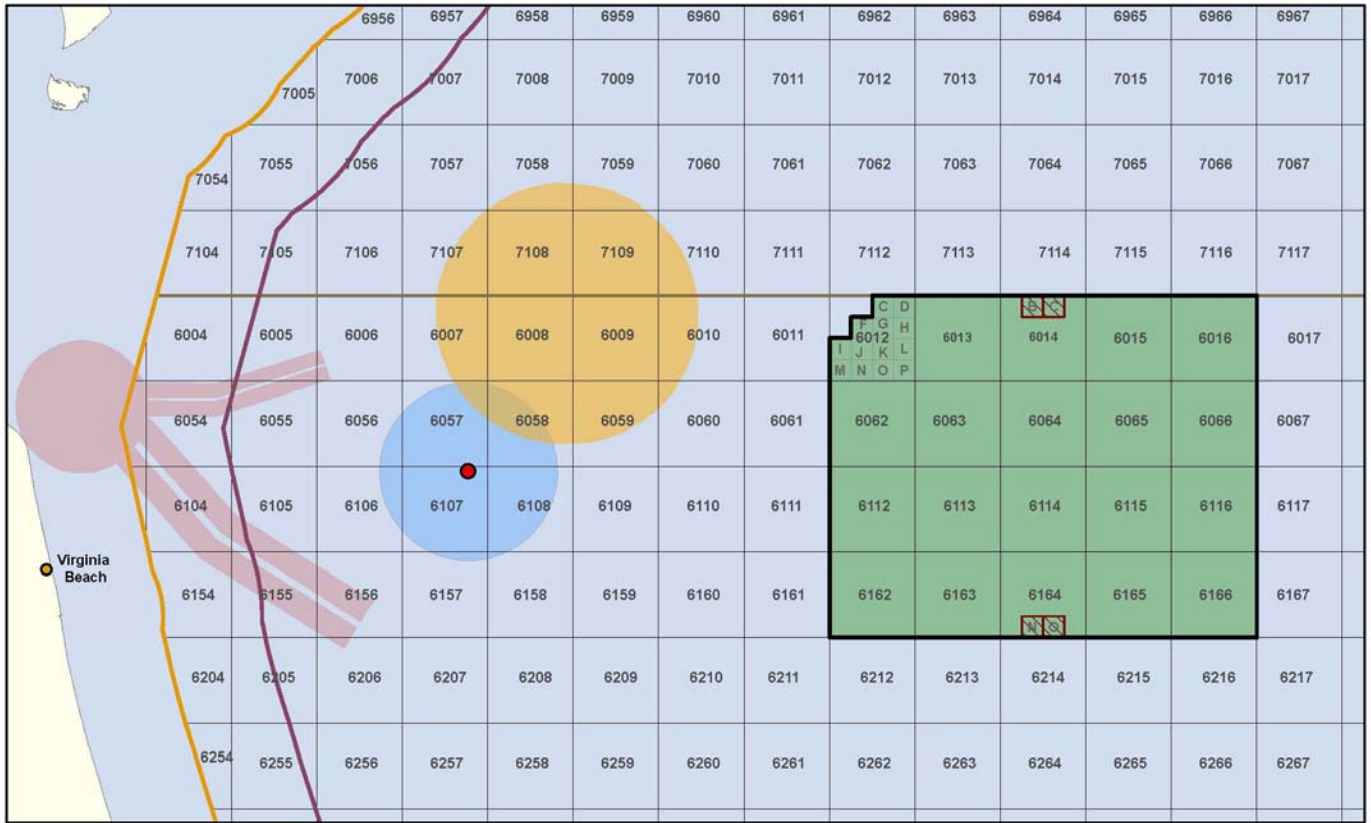 6956 6957 6958 6959 6960 6961 6962 6963 6964 6965 6966 6967
7005 7006 7007 7008 7009 7010 7011 7012 7013 7014 7015 7016 7017
7054 7055 7056 7057 7058 7059 7060 7061 7062 7063 7064 7065 7066 7067
7104 7105 7106 7107 7108 7109 7110 7111 7112 7113 7114 7115 7116 7117
C D B C
6004 6005 6006 6007 6008 6009 6010 6011 6012 6013 6014 6015 6016 6017
F G H
I J K L
M N O P
6054 6055 6056 6057 6058 6059 6060 6061 6062 6063 6064 6065 6066 6067
6104 6105 6106 6107 6108 6109 6110 6111 6112 6113 6114 6115 6116 6117
Virginia
Beach
6154 6155 6156 6157 6158 6159 6160 6161 6162 6163 6164 6165 6166 6167
N O
6204 6205 6206 6207 6208 6209 6210 6211 6212 6213 6214 6215 6216 6217
6254 6255 6256 6257 6258 6259 6260 6261 6262 6263 6264 6265 6266 6267